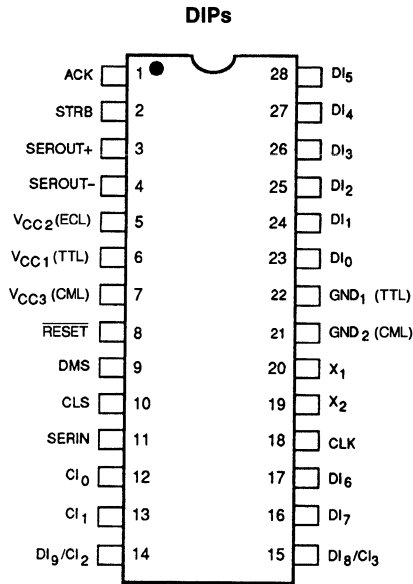 DIPs
ACK 1 28 DI5
STRB 2 27 DI4
SEROUT+ 3 26 DI3
SEROUT− 4 25 DI2
VCC2 (ECL) 5 24 DI1
VCC1 (TTL) 6 23 DI0
VCC3 (CML) 7 22 GND1 (TTL)
RESET 8 21 GND2 (CML)
DMS 9 20 X1
CLS 10 19 X2
SERIN 11 18 CLK
CI0 12 17 DI6
CI1 13 16 DI7
DI9/CI2 14 15 DI8/CI3